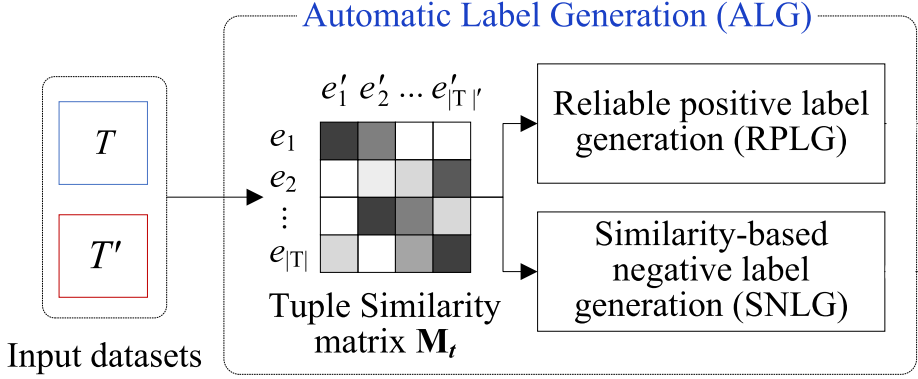 Automatic Label Generation (ALG)
e′₁ e′₂ ... e′|T|′
T
T′
Input datasets
e₁
e₂
⋮
e|T|
Tuple Similarity
matrix Mₜ
Reliable positive label
generation (RPLG)
Similarity-based
negative label
generation (SNLG)